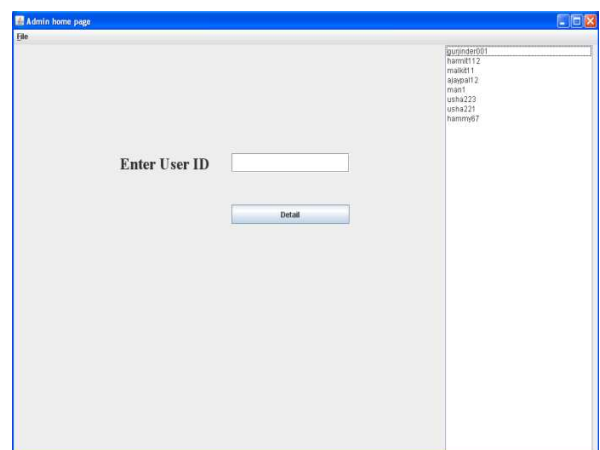 Admin home page
File
Enter User ID
Detail
gurjinder001
harmit112
malkit11
ajaypal12
man1
usha223
usha221
hammy67